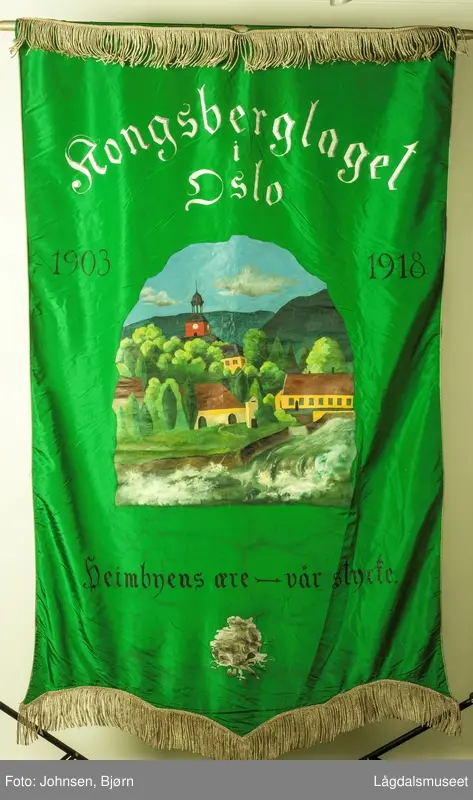 Kongsberglaget
i
Oslo
1903 1918
Heimbyens ære — vår styrke.
Foto: Johnsen, Bjørn Lågdalsmuseet